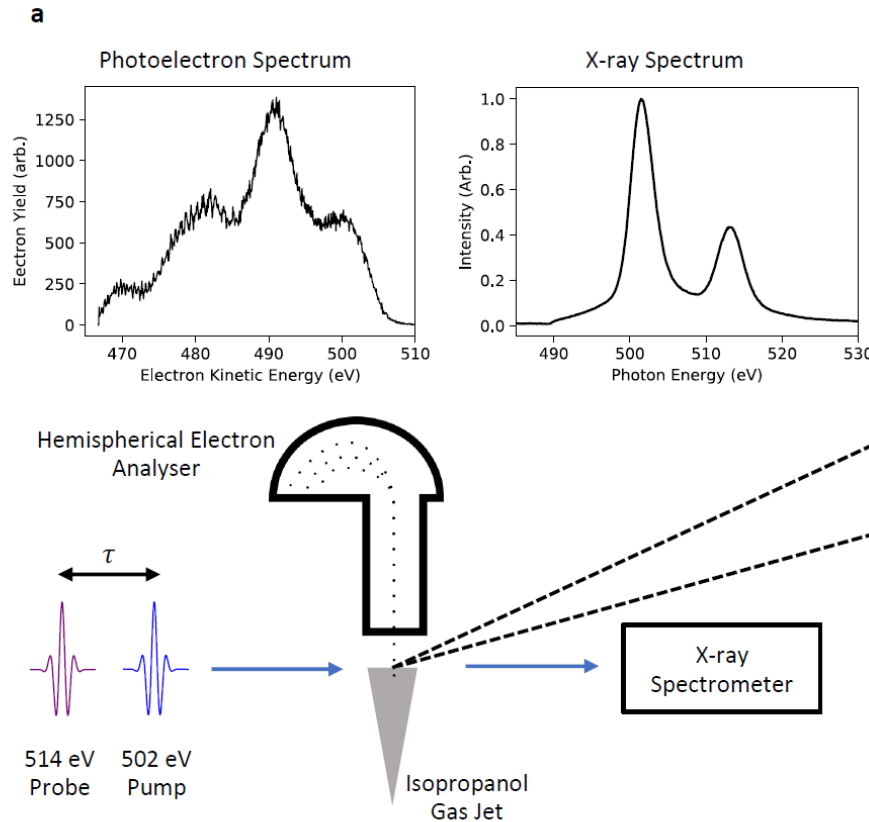 a
Photoelectron Spectrum
Eectron Yield (arb.)
1250
1000
750
500
250
0
470 480 490 500 510
Electron Kinetic Energy (eV)
X-ray Spectrum
Intensity (Arb.)
1.0
0.8
0.6
0.4
0.2
0.0
490 500 510 520 530
Photon Energy (eV)
Hemispherical Electron
Analyser
τ
514 eV
Probe
502 eV
Pump
Isopropanol
Gas Jet
X-ray
Spectrometer